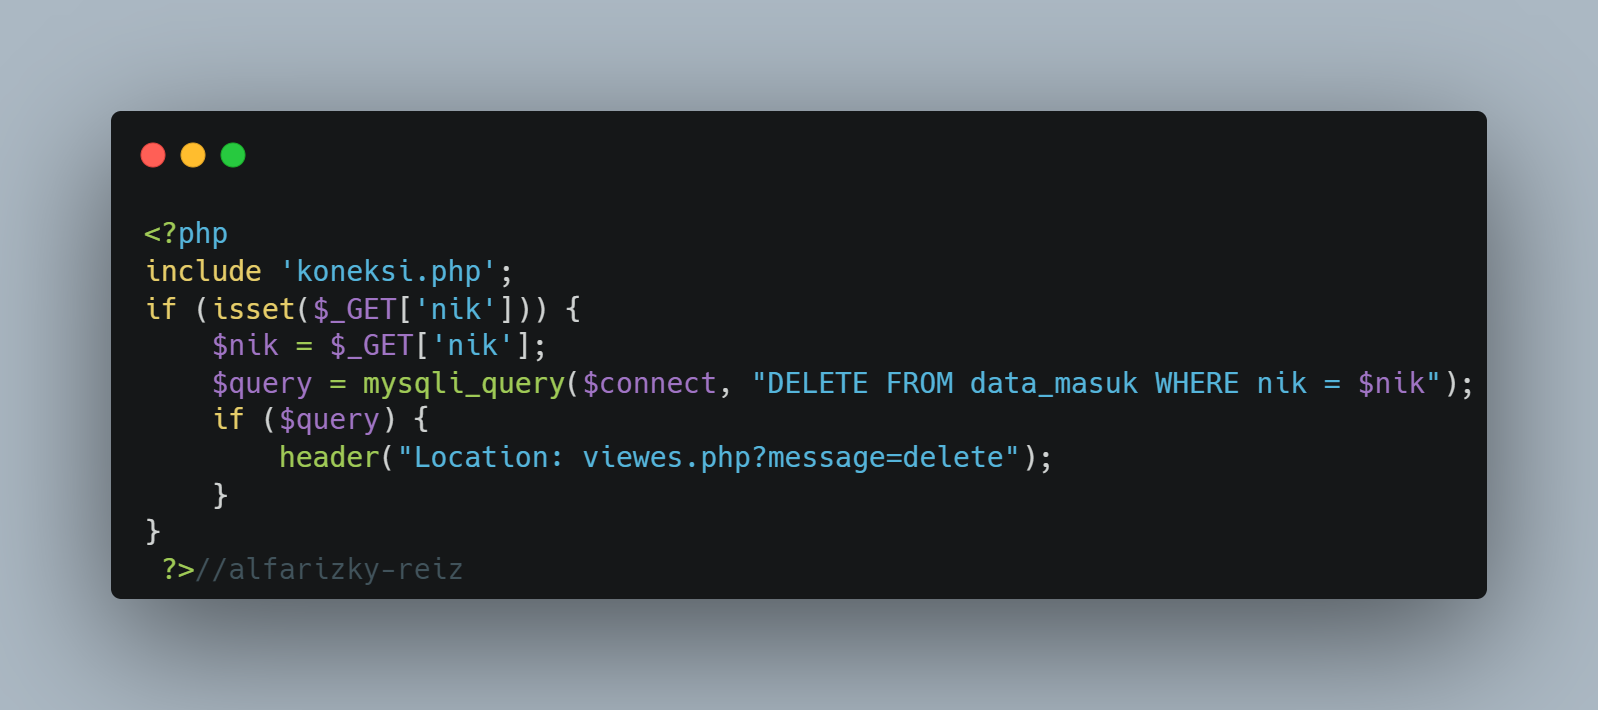 <?php
include 'koneksi.php';
if (isset($_GET['nik'])) {
    $nik = $_GET['nik'];
    $query = mysqli_query($connect, "DELETE FROM data_masuk WHERE nik = $nik");
    if ($query) {
        header("Location: viewes.php?message=delete");
    }
}
 ?>//alfarizky-reiz